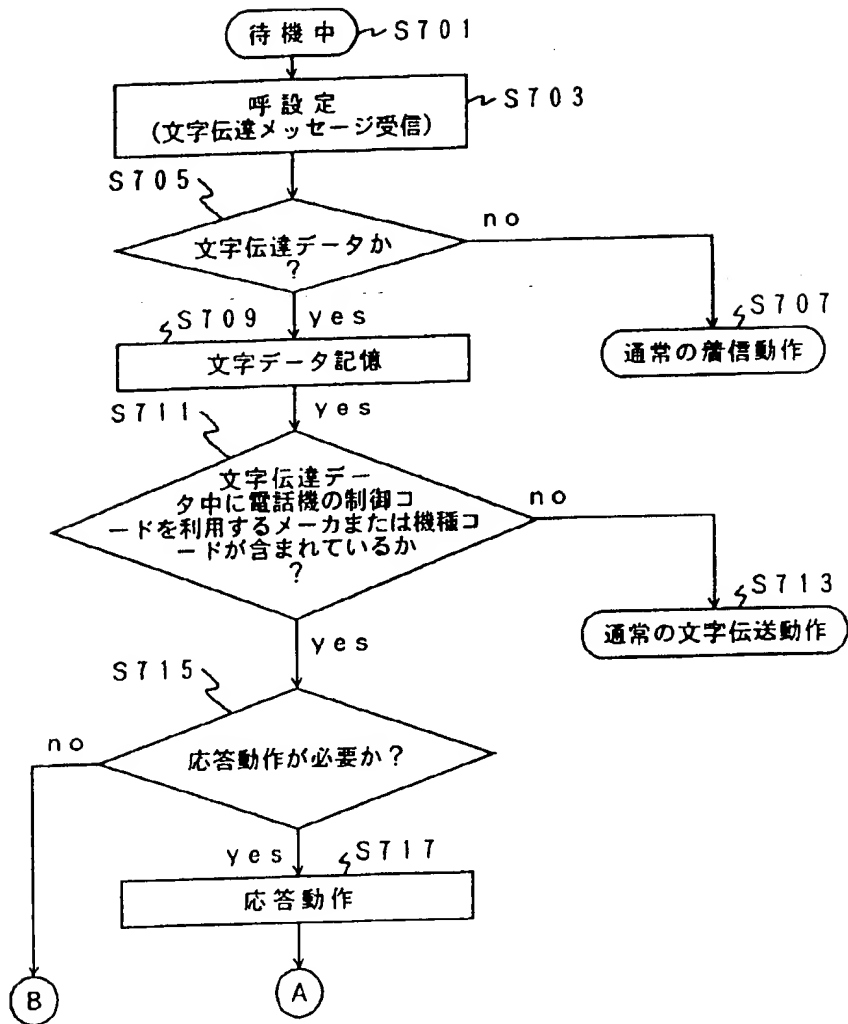 待機中
S701
呼設定
(文字伝達メッセージ受信)
S703
S705
文字伝達データか
?
no
S707
通常の着信動作
S709
yes
文字データ記憶
S711
yes
文字伝達デー
タ中に電話機の制御コ
ードを利用するメーカまたは機種コ
ードが含まれているか
?
no
S713
通常の文字伝送動作
yes
S715
応答動作が必要か?
no
yes
S717
応答動作
B
A